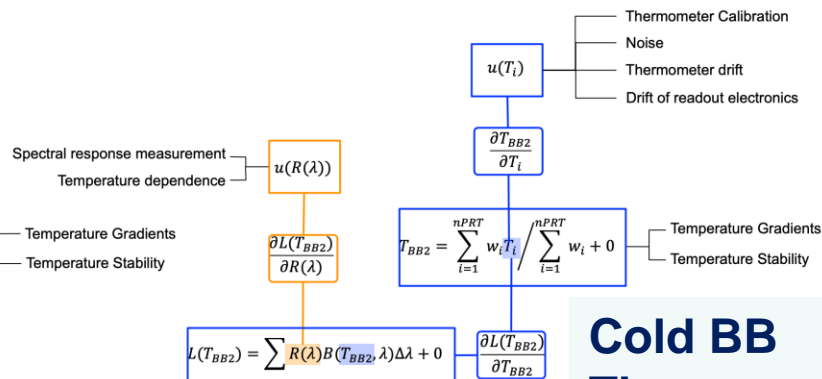 Thermometer Calibration
Noise
Thermometer drift
Drift of readout electronics
u(Tᵢ)
∂T_BB2
∂Tᵢ
Spectral response measurement
Temperature dependence
u(R(λ))
Temperature Gradients
Temperature Stability
∂L(T_BB2)
∂R(λ)
T_BB2 = ∑_{i=1}^{nPRT} wᵢTᵢ / ∑_{i=1}^{nPRT} wᵢ + 0
Temperature Gradients
Temperature Stability
L(T_BB2) = ∑ R(λ)B(T_BB2, λ)Δλ + 0
∂L(T_BB2)
∂T_BB2
Cold BB